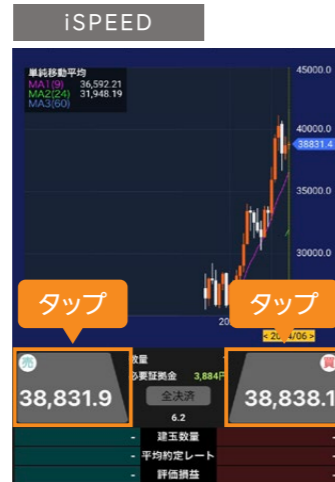 iSPEED
単純移動平均
MA1(9) 36,592.21
MA2(24) 31,948.19
MA3(60)
45000.0
40000.0
38831.4
35000.0
30000.0
タップ
タップ
20
< 20 4/06 >
売
数量
買
必要証拠金 3,884円
38,831.9
全決済
38,838.1
6.2
- 建玉数量 -
- 平均約定レート -
- 評価損益 -